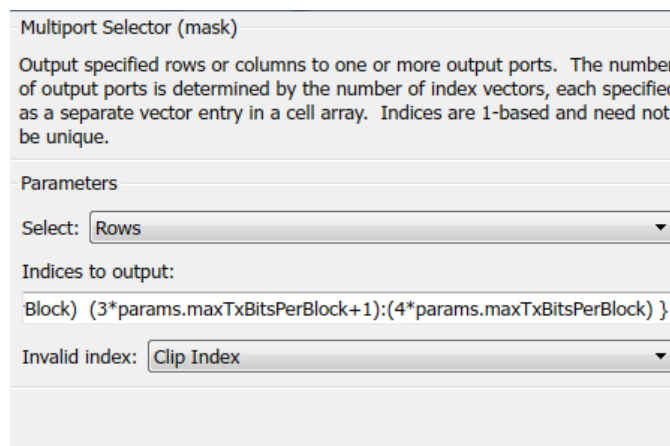 Multiport Selector (mask)
Output specified rows or columns to one or more output ports. The number
of output ports is determined by the number of index vectors, each specified
as a separate vector entry in a cell array. Indices are 1-based and need not
be unique.
Parameters
Select: Rows
Indices to output:
Block) (3*params.maxTxBitsPerBlock+1):(4*params.maxTxBitsPerBlock) }
Invalid index: Clip Index